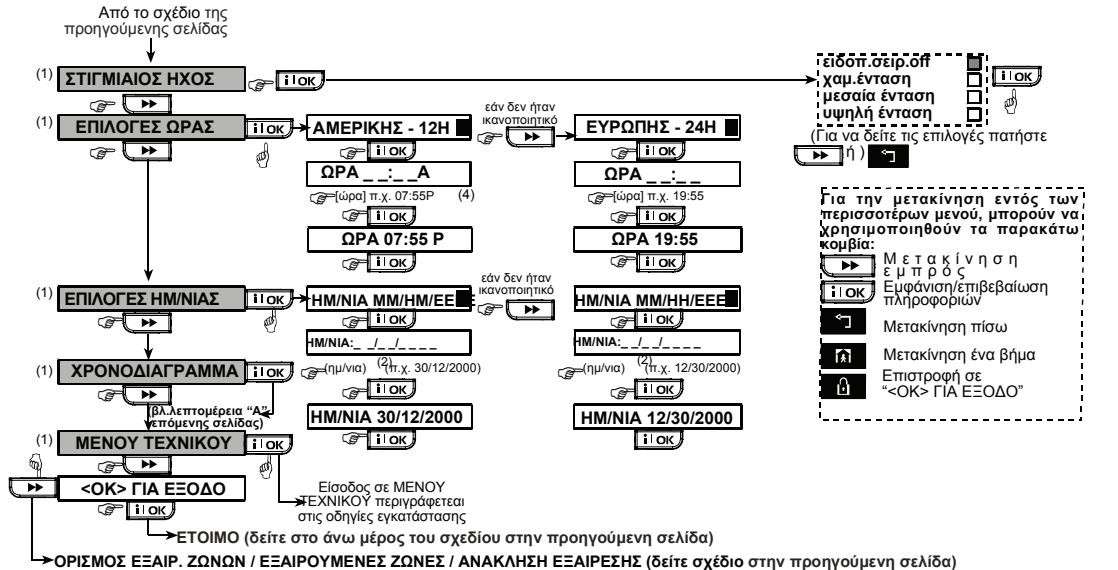 Από το σχέδιο της
προηγούμενης σελίδας
(1) ΣΤΙΓΜΙΑΙΟΣ ΗΧΟΣ
i OK
ειδοπ.σειρ.off
χαμ.ένταση
μεσαία ένταση
υψηλή ένταση
i OK
(Για να δείτε τις επιλογές πατήστε
ή )
(1) ΕΠΙΛΟΓΕΣ ΩΡΑΣ
i OK
ΑΜΕΡΙΚΗΣ - 12Η
εάν δεν ήταν
ικανοποιητικό
ΕΥΡΩΠΗΣ - 24Η
i OK
i OK
ΩΡΑ _ _:_ _Α
ΩΡΑ _ _:_ _
[ώρα] π.χ. 07:55P (4)
[ώρα] π.χ. 19:55
i OK
i OK
ΩΡΑ 07:55 P
ΩΡΑ 19:55
i OK
i OK
Για την μετακίνηση εντός των
περισσοτέρων μενού, μπορούν να
χρησιμοποιηθούν τα παρακάτω
κομβία:
Μετακίνηση
εμπρός
i OK
Εμφάνιση/επιβεβαίωση
πληροφοριών
Μετακίνηση πίσω
Μετακίνηση ένα βήμα
Επιστροφή σε
“<OK> ΓΙΑ ΕΞΟΔΟ”
(1) ΕΠΙΛΟΓΕΣ ΗΜ/ΝΙΑΣ
i OK
ΗΜ/ΝΙΑ ΜΜ/ΗΜ/ΕΕ Ε
εάν δεν ήταν
ικανοποιητικό
ΗΜ/ΝΙΑ ΜΜ/ΗΗ/ΕΕΕ
i OK
i OK
ΗΜ/ΝΙΑ:_ _/_ _/_ _ _ _
ΗΜ/ΝΙΑ:_ _/_ _/_ _ _ _
(ημ/νια) (2) (π.χ. 30/12/2000)
(ημ/νια) (2) (π.χ. 12/30/2000)
i OK
i OK
ΗΜ/ΝΙΑ 30/12/2000
ΗΜ/ΝΙΑ 12/30/2000
i OK
i OK
(1) ΧΡΟΝΟΔΙΑΓΡΑΜΜΑ
i OK
(βλ.λεπτομέρεια “Α”
επόμενης σελίδας)
(1) ΜΕΝΟΥ ΤΕΧΝΙΚΟΥ
i OK
<OK> ΓΙΑ ΕΞΟΔΟ
i OK
Είσοδος σε ΜΕΝΟΥ
ΤΕΧΝΙΚΟΥ περιγράφεται
στις οδηγίες εγκατάστασης
ΕΤΟΙΜΟ (δείτε στο άνω μέρος του σχεδίου στην προηγούμενη σελίδα)
ΟΡΙΣΜΟΣ ΕΞΑΙΡ. ΖΩΝΩΝ / ΕΞΑΙΡΟΥΜΕΝΕΣ ΖΩΝΕΣ / ΑΝΑΚΛΗΣΗ ΕΞΑΙΡΕΣΗΣ (δείτε σχέδιο στην προηγούμενη σελίδα)